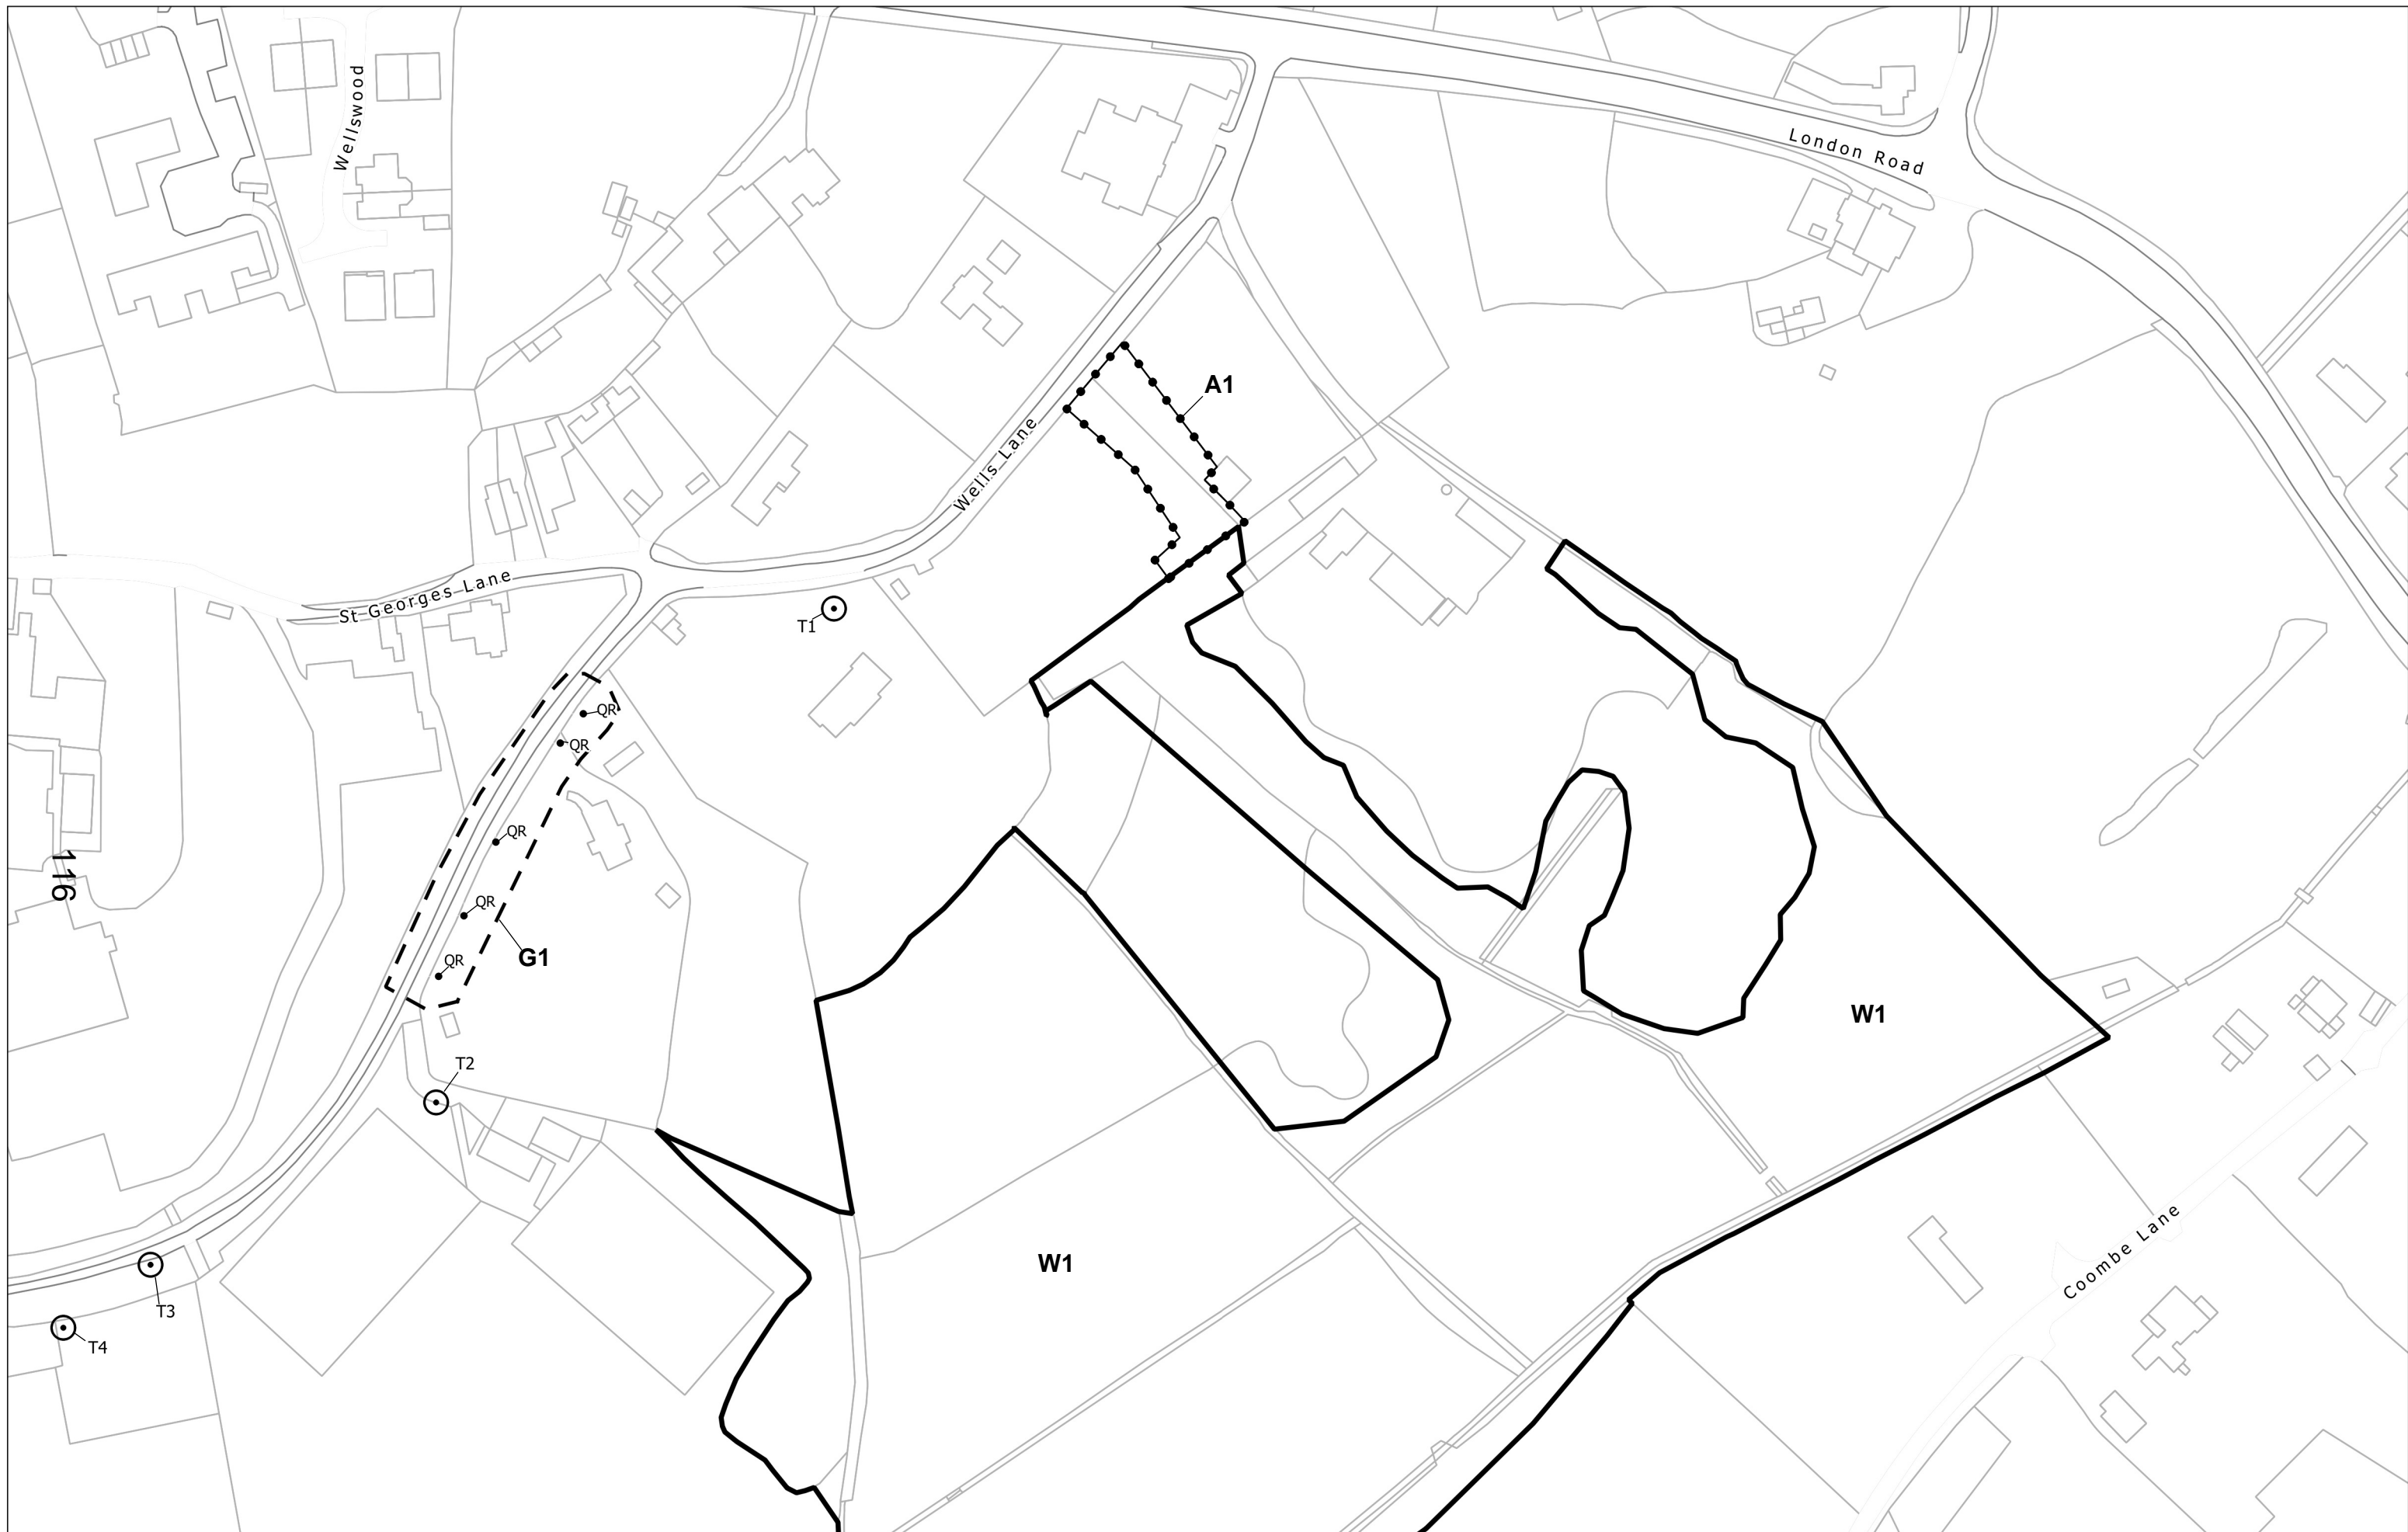 Wellswood
London Road
A1
Wells Lane
St Georges Lane
T1
QR
QR
QR
116
QR
G1
QR
W1
T2
Coombe Lane
W1
T3
T4